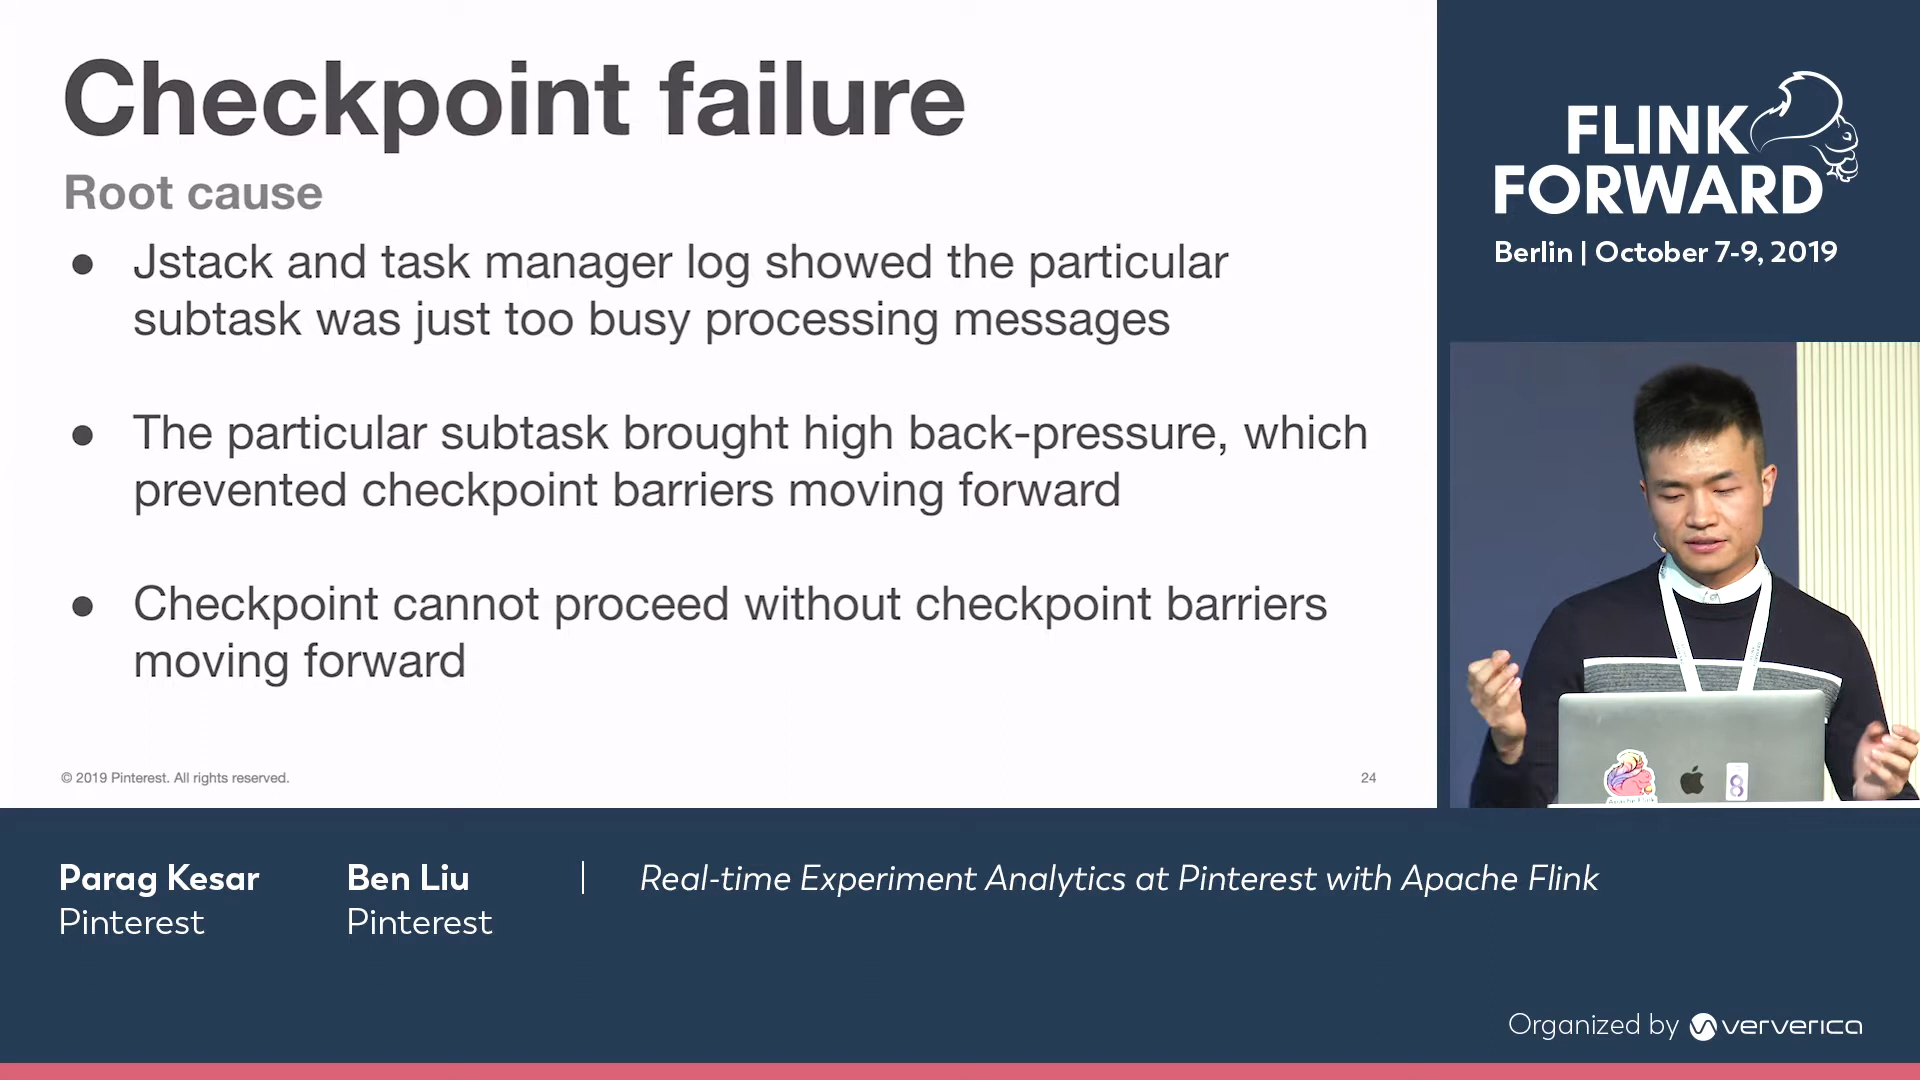 Checkpoint failure
Root cause
● Jstack and task manager log showed the particular
subtask was just too busy processing messages
● The particular subtask brought high back-pressure, which
prevented checkpoint barriers moving forward
● Checkpoint cannot proceed without checkpoint barriers
moving forward
© 2019 Pinterest. All rights reserved.
24
FLINK
FORWARD
Berlin | October 7-9, 2019
Apache Flink
8
Parag Kesar
Pinterest
Ben Liu
Pinterest
Real-time Experiment Analytics at Pinterest with Apache Flink
Organized by ververica